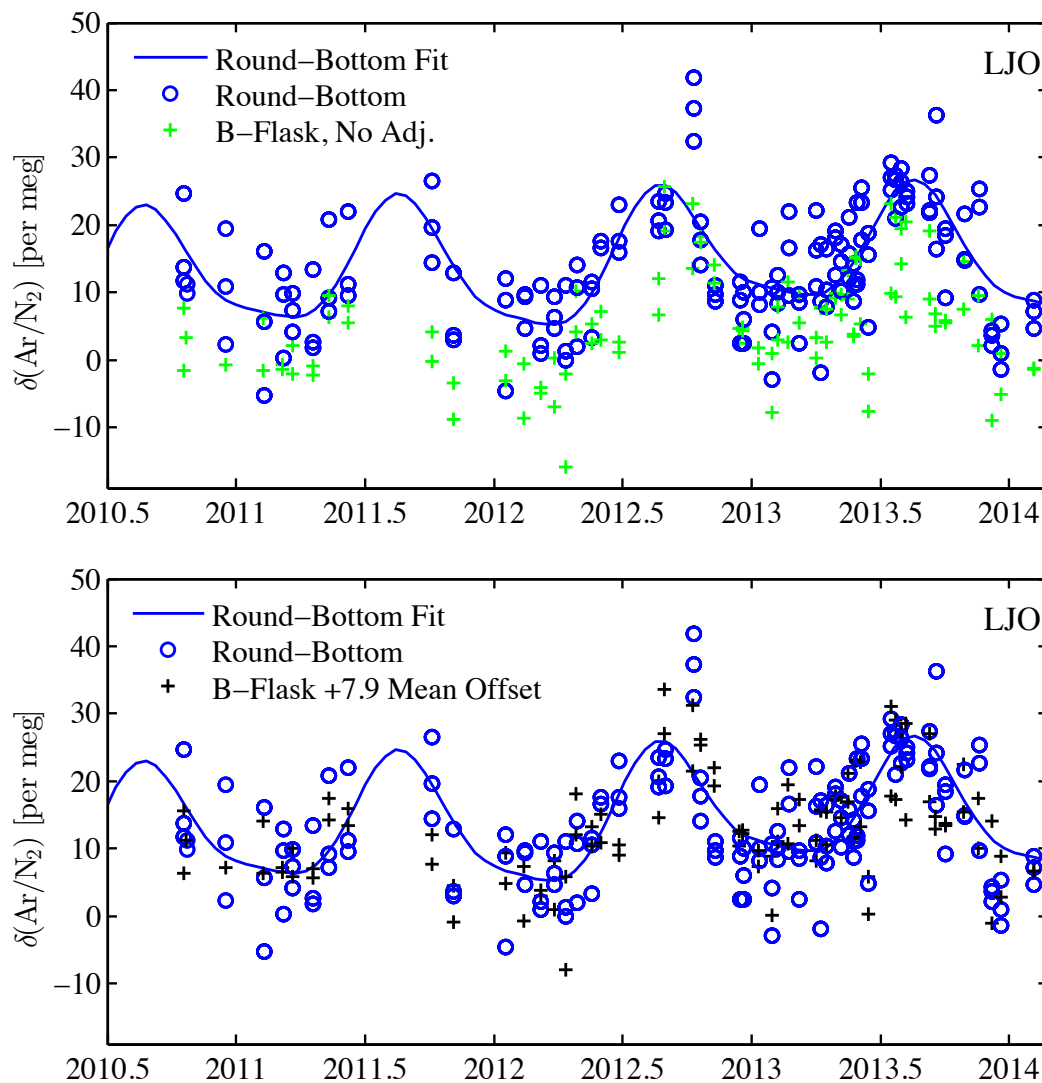 50
Round−Bottom Fit
LJO
40
Round−Bottom
B−Flask, No Adj.
30
20
10
0
−10
δ(Ar/N₂) [per meg]
2010.5 2011 2011.5 2012 2012.5 2013 2013.5 2014
50
Round−Bottom Fit
LJO
40
Round−Bottom
B−Flask +7.9 Mean Offset
30
20
10
0
−10
δ(Ar/N₂) [per meg]
2010.5 2011 2011.5 2012 2012.5 2013 2013.5 2014